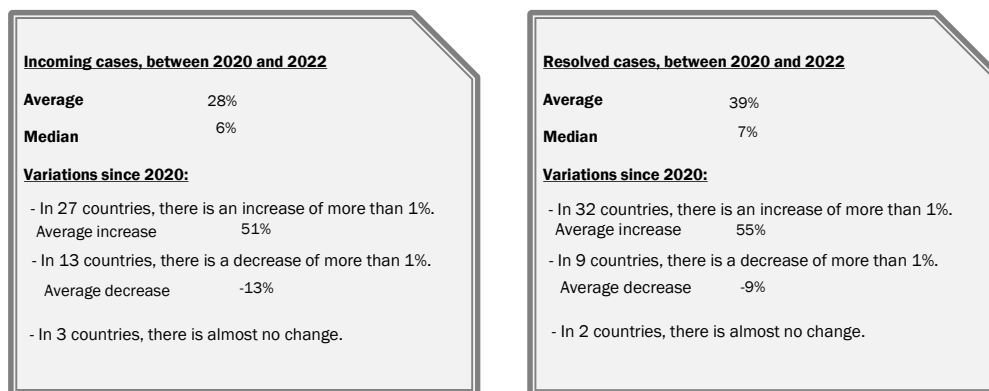 Incoming cases, between 2020 and 2022
Average 28%
Median 6%
Variations since 2020:
- In 27 countries, there is an increase of more than 1%.
Average increase 51%
- In 13 countries, there is a decrease of more than 1%.
Average decrease -13%
- In 3 countries, there is almost no change.
Resolved cases, between 2020 and 2022
Average 39%
Median 7%
Variations since 2020:
- In 32 countries, there is an increase of more than 1%.
Average increase 55%
- In 9 countries, there is a decrease of more than 1%.
Average decrease -9%
- In 2 countries, there is almost no change.